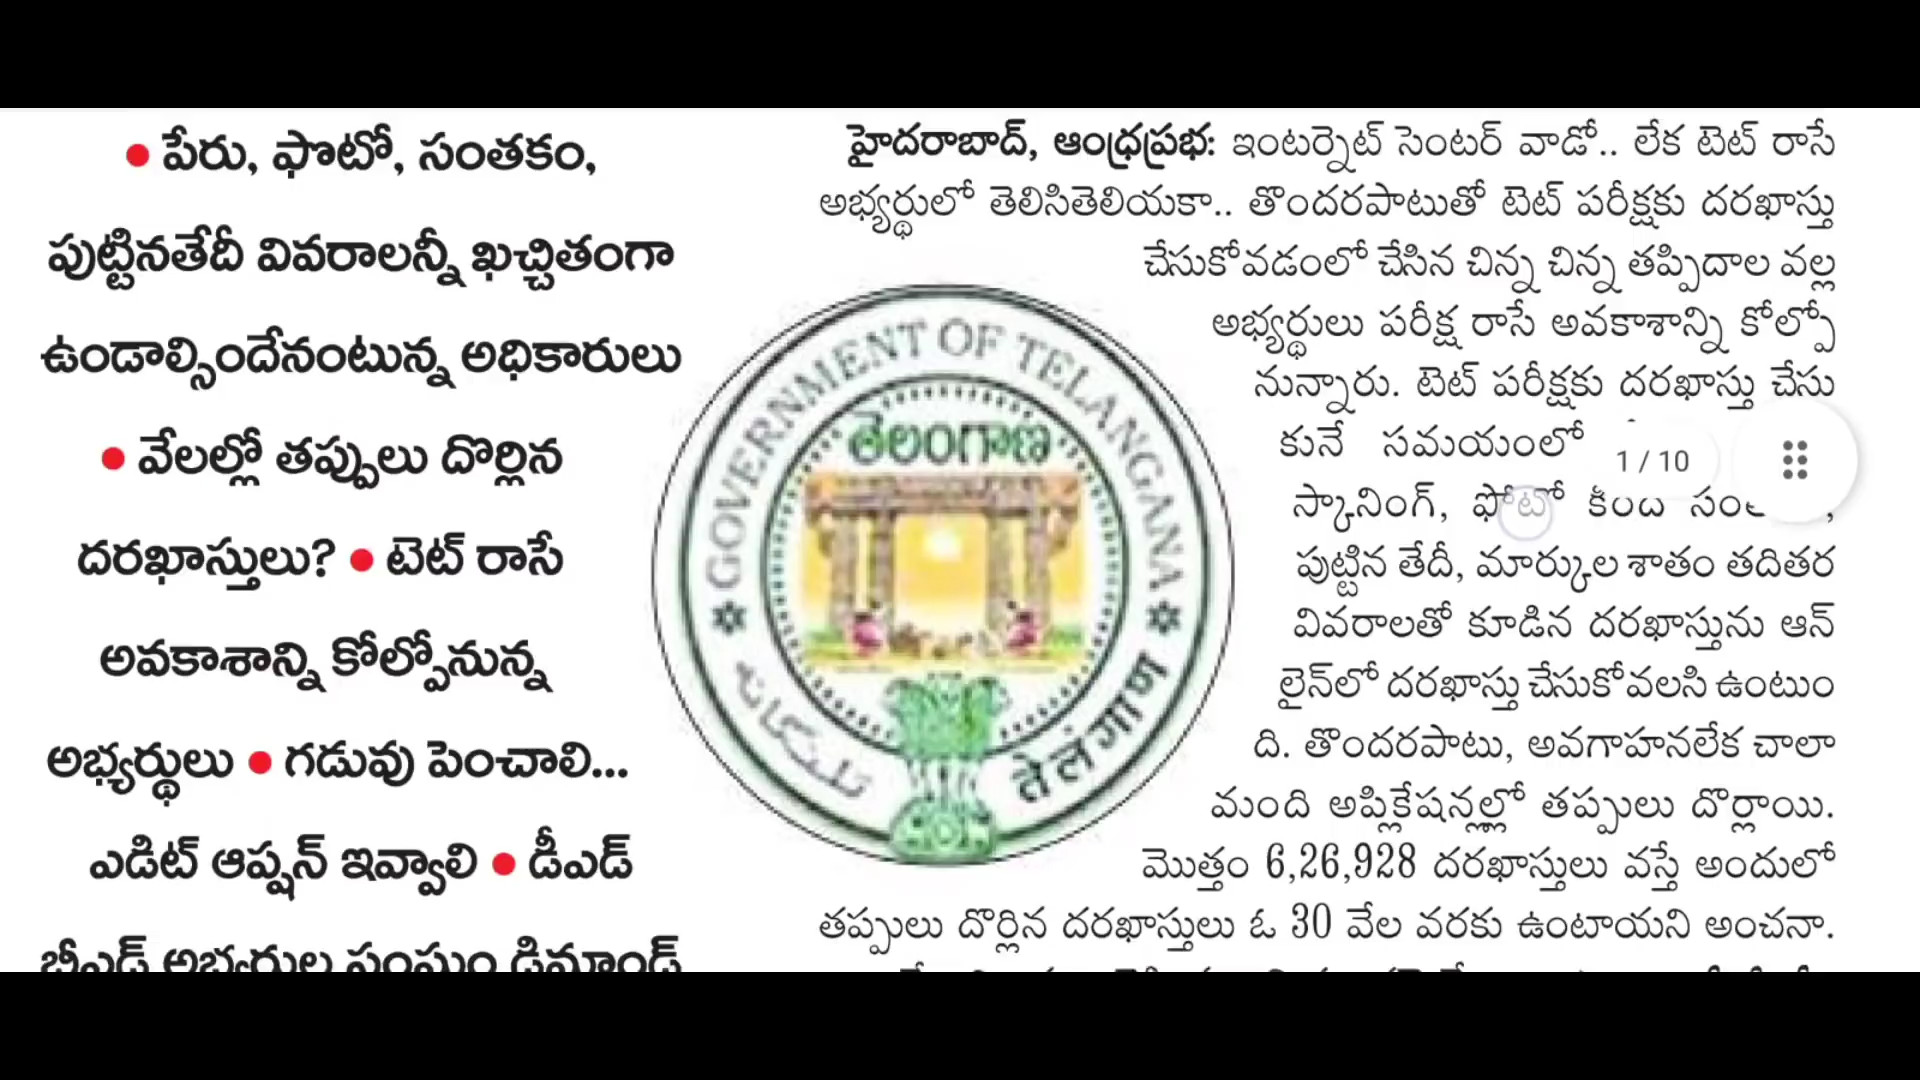 • పేరు, ఫొటో, సంతకం,
పుట్టినతేదీ వివరాలన్నీ ఖచ్చితంగా
ఉండాల్సిందేనంటున్న అధికారులు
• వేలల్లో తప్పులు దొర్లిన
దరఖాస్తులు? • టెట్ రాసే
అవకాశాన్ని కోల్పోనున్న
అభ్యర్థులు • గడువు పెంచాలి...
ఎడిట్ ఆప్షన్ ఇవ్వాలి • డీఎడ్
బీఎడ్ అభ్యర్థుల సంఘం డిమాండ్
GOVERNMENT OF TELANGANA
తెలంగాణ
तेलंगाण
హైదరాబాద్, ఆంధ్రప్రభ: ఇంటర్నెట్ సెంటర్ వాడో.. లేక టెట్ రాసే
అభ్యర్థులో తెలిసితెలియకా.. తొందరపాటుతో టెట్ పరీక్షకు దరఖాస్తు
చేసుకోవడంలో చేసిన చిన్న చిన్న తప్పిదాల వల్ల
అభ్యర్థులు పరీక్ష రాసే అవకాశాన్ని కోల్పో
నున్నారు. టెట్ పరీక్షకు దరఖాస్తు చేసు
కునే సమయంలో
1 / 10
స్కానింగ్, ఫోటో కింద
పుట్టిన తేదీ, మార్కుల శాతం తదితర
వివరాలతో కూడిన దరఖాస్తును ఆన్
లైన్‌లో దరఖాస్తు చేసుకోవలసి ఉంటుం
ది. తొందరపాటు, అవగాహనలేక చాలా
మంది అప్లికేషన్లల్లో తప్పులు దొర్లాయి.
మొత్తం 6,26,928 దరఖాస్తులు వస్తే అందులో
తప్పులు దొర్లిన దరఖాస్తులు ఓ 30 వేల వరకు ఉంటాయని అంచనా.